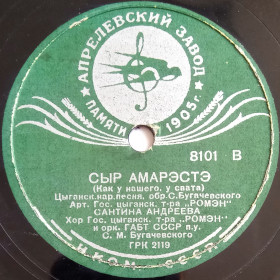 АПРЕЛЕВСКИЙ ЗАВОД
ПАМЯТИ 1905 г.
8101 В
СЫР АМАРЭСТЭ
(Как у нашего, у свата)
Цыганск. нар. песня, обр. С. Бугачевского
Арт. Гос. цыганск. т-ра „РОМЭН"
САНТИНА АНДРЕЕВА
Хор Гос. цыганск. т-ра „РОМЭН"
и орк. ГАБТ СССР п.у.
С. М. Бугачевского
ГРК 2119